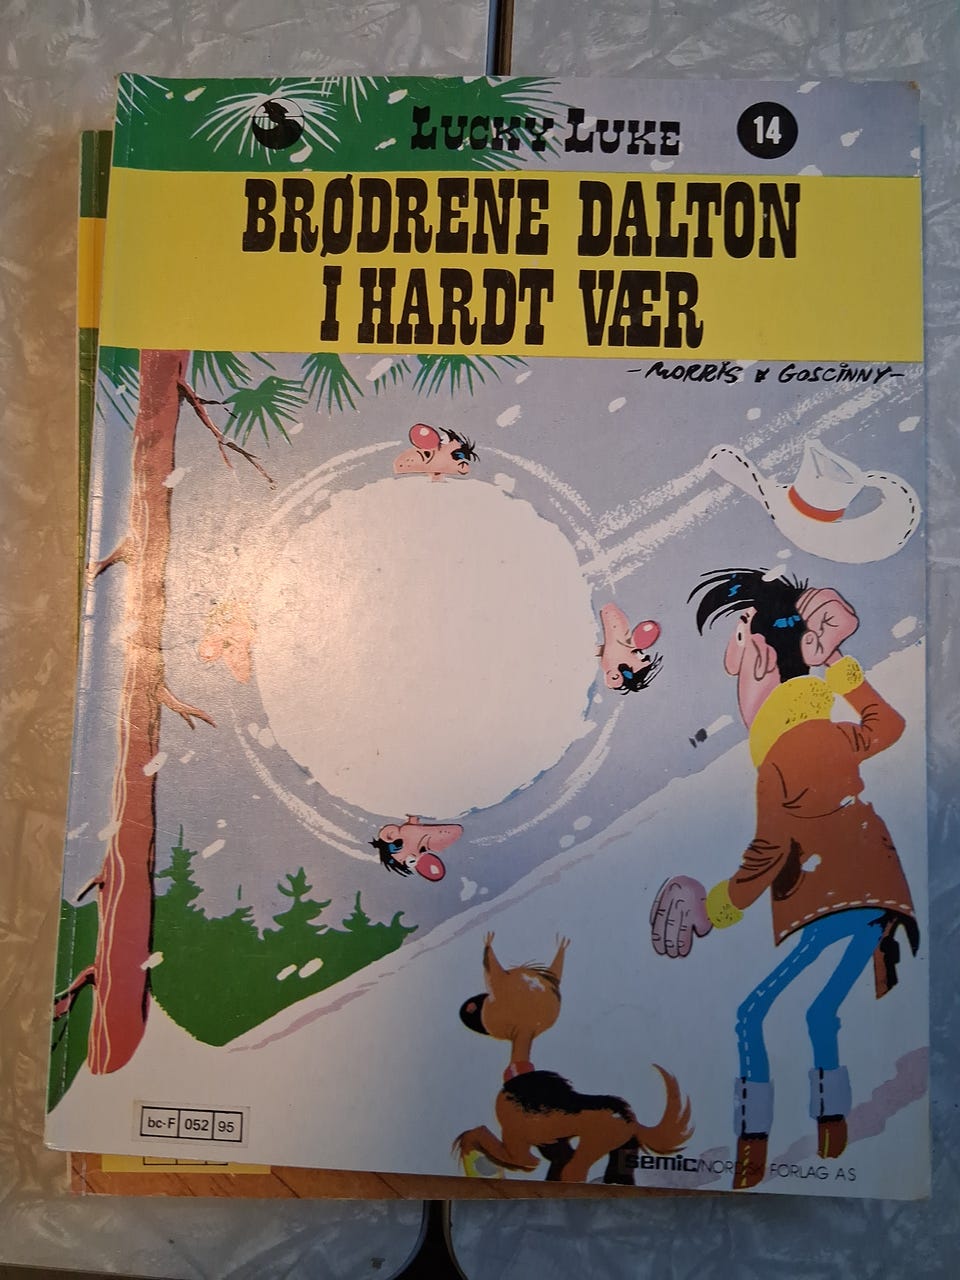 LUCKY LUKE 14
BRØDRENE DALTON
I HARDT VÆR
- MORRIS & GOSCINNY -
bc-F 052 95
semic/NORDISK FORLAG AS